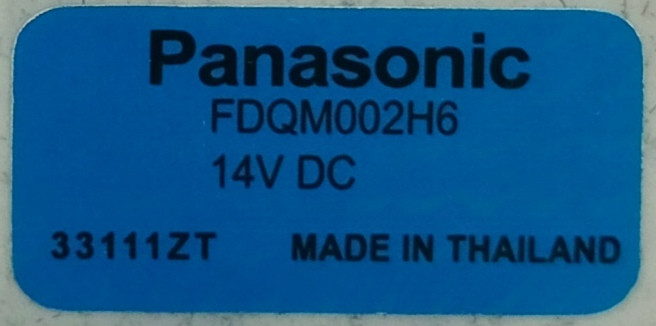 Panasonic
FDQM002H6
14V DC
33111ZT MADE IN THAILAND